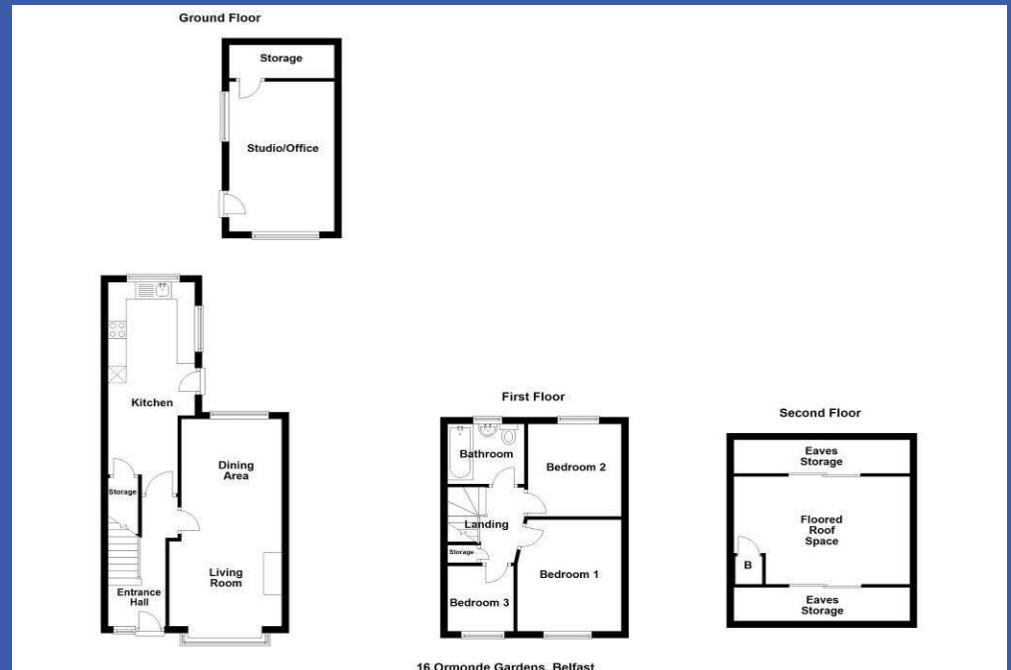 Ground Floor
Storage
Studio/Office
Kitchen
Storage
Dining
Area
Living
Room
Entrance
Hall
First Floor
Bathroom
Bedroom 2
Landing
Storage
Bedroom 1
Bedroom 3
Second Floor
Eaves
Storage
Floored
Roof
Space
B
Eaves
Storage
16 Ormonde Gardens, Belfast